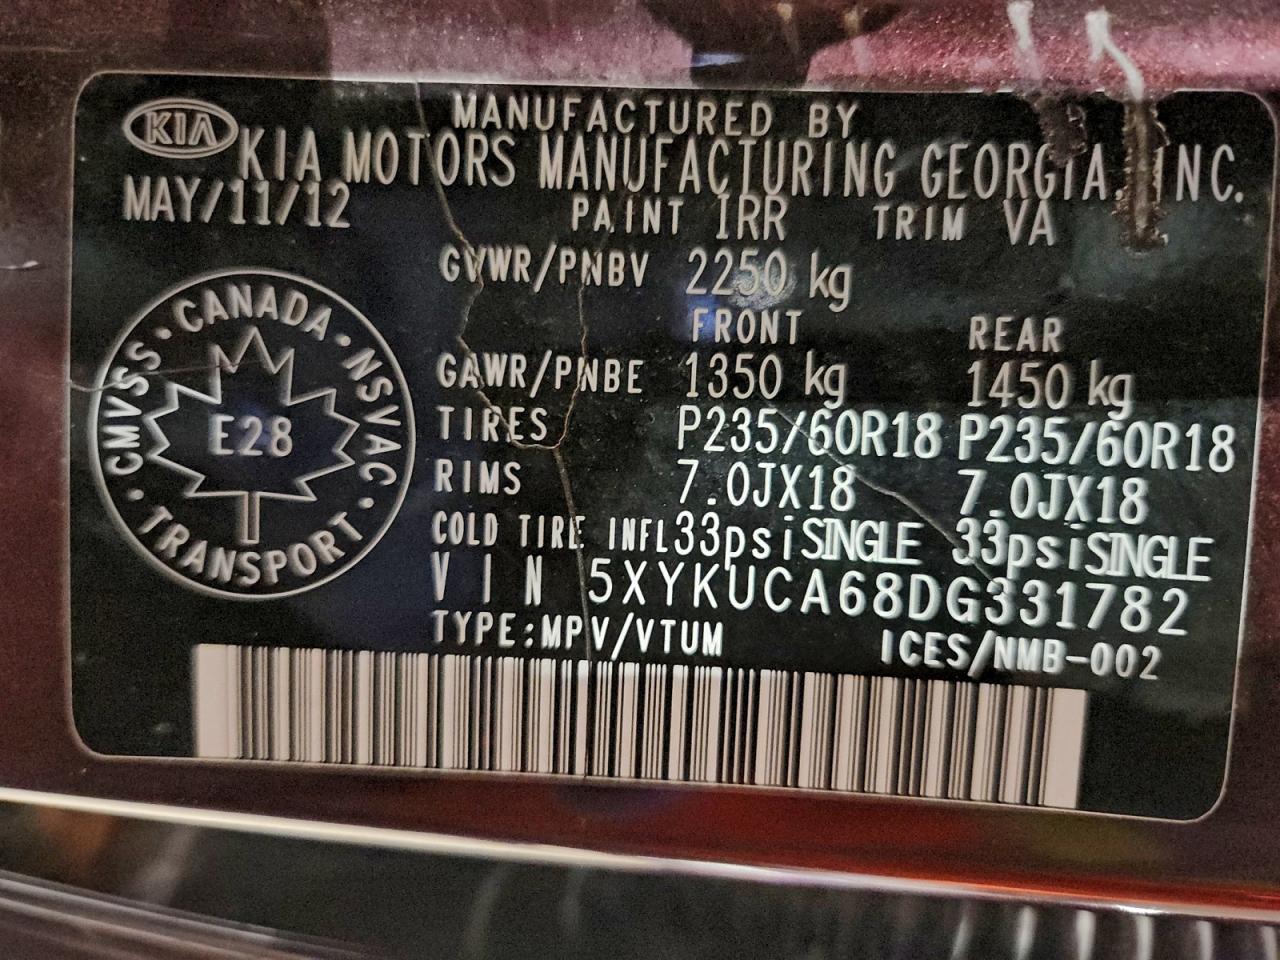 KIA
MANUFACTURED BY
KIA MOTORS MANUFACTURING GEORGIA, INC.
MAY/11/12
PAINT IRR TRIM VA
GVWR/PNBV 2250 kg
FRONT REAR
GAWR/PNBE 1350 kg 1450 kg
TIRES P235/60R18 P235/60R18
RIMS 7.0JX18 7.0JX18
COLD TIRE INFL 33psiSINGLE 33psiSINGLE
VIN 5XYKUCA68DG331782
TYPE:MPV/VTUM ICES/NMB-002
CANADA • NSVAC • TRANSPORT • CMVSS •
E28